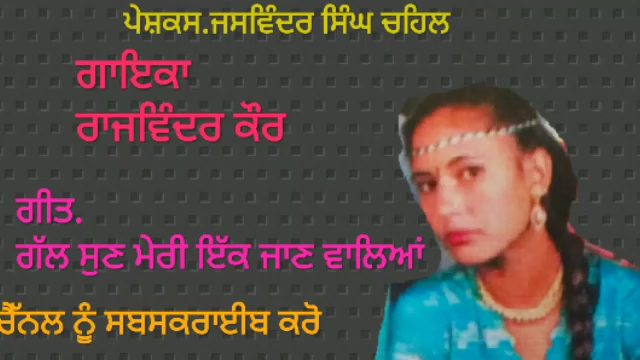 ਪੇਸ਼ਕਸ.ਜਸਵਿੰਦਰ ਸਿੰਘ ਚਹਿਲ
ਗਾਇਕਾ
ਰਾਜਵਿੰਦਰ ਕੌਰ
ਗੀਤ.
ਗੱਲ ਸੁਣ ਮੇਰੀ ਇੱਕ ਜਾਣ ਵਾਲਿਆਂ
ਚੈੱਨਲ ਨੂੰ ਸਬਸਕਰਾਈਬ ਕਰੋ